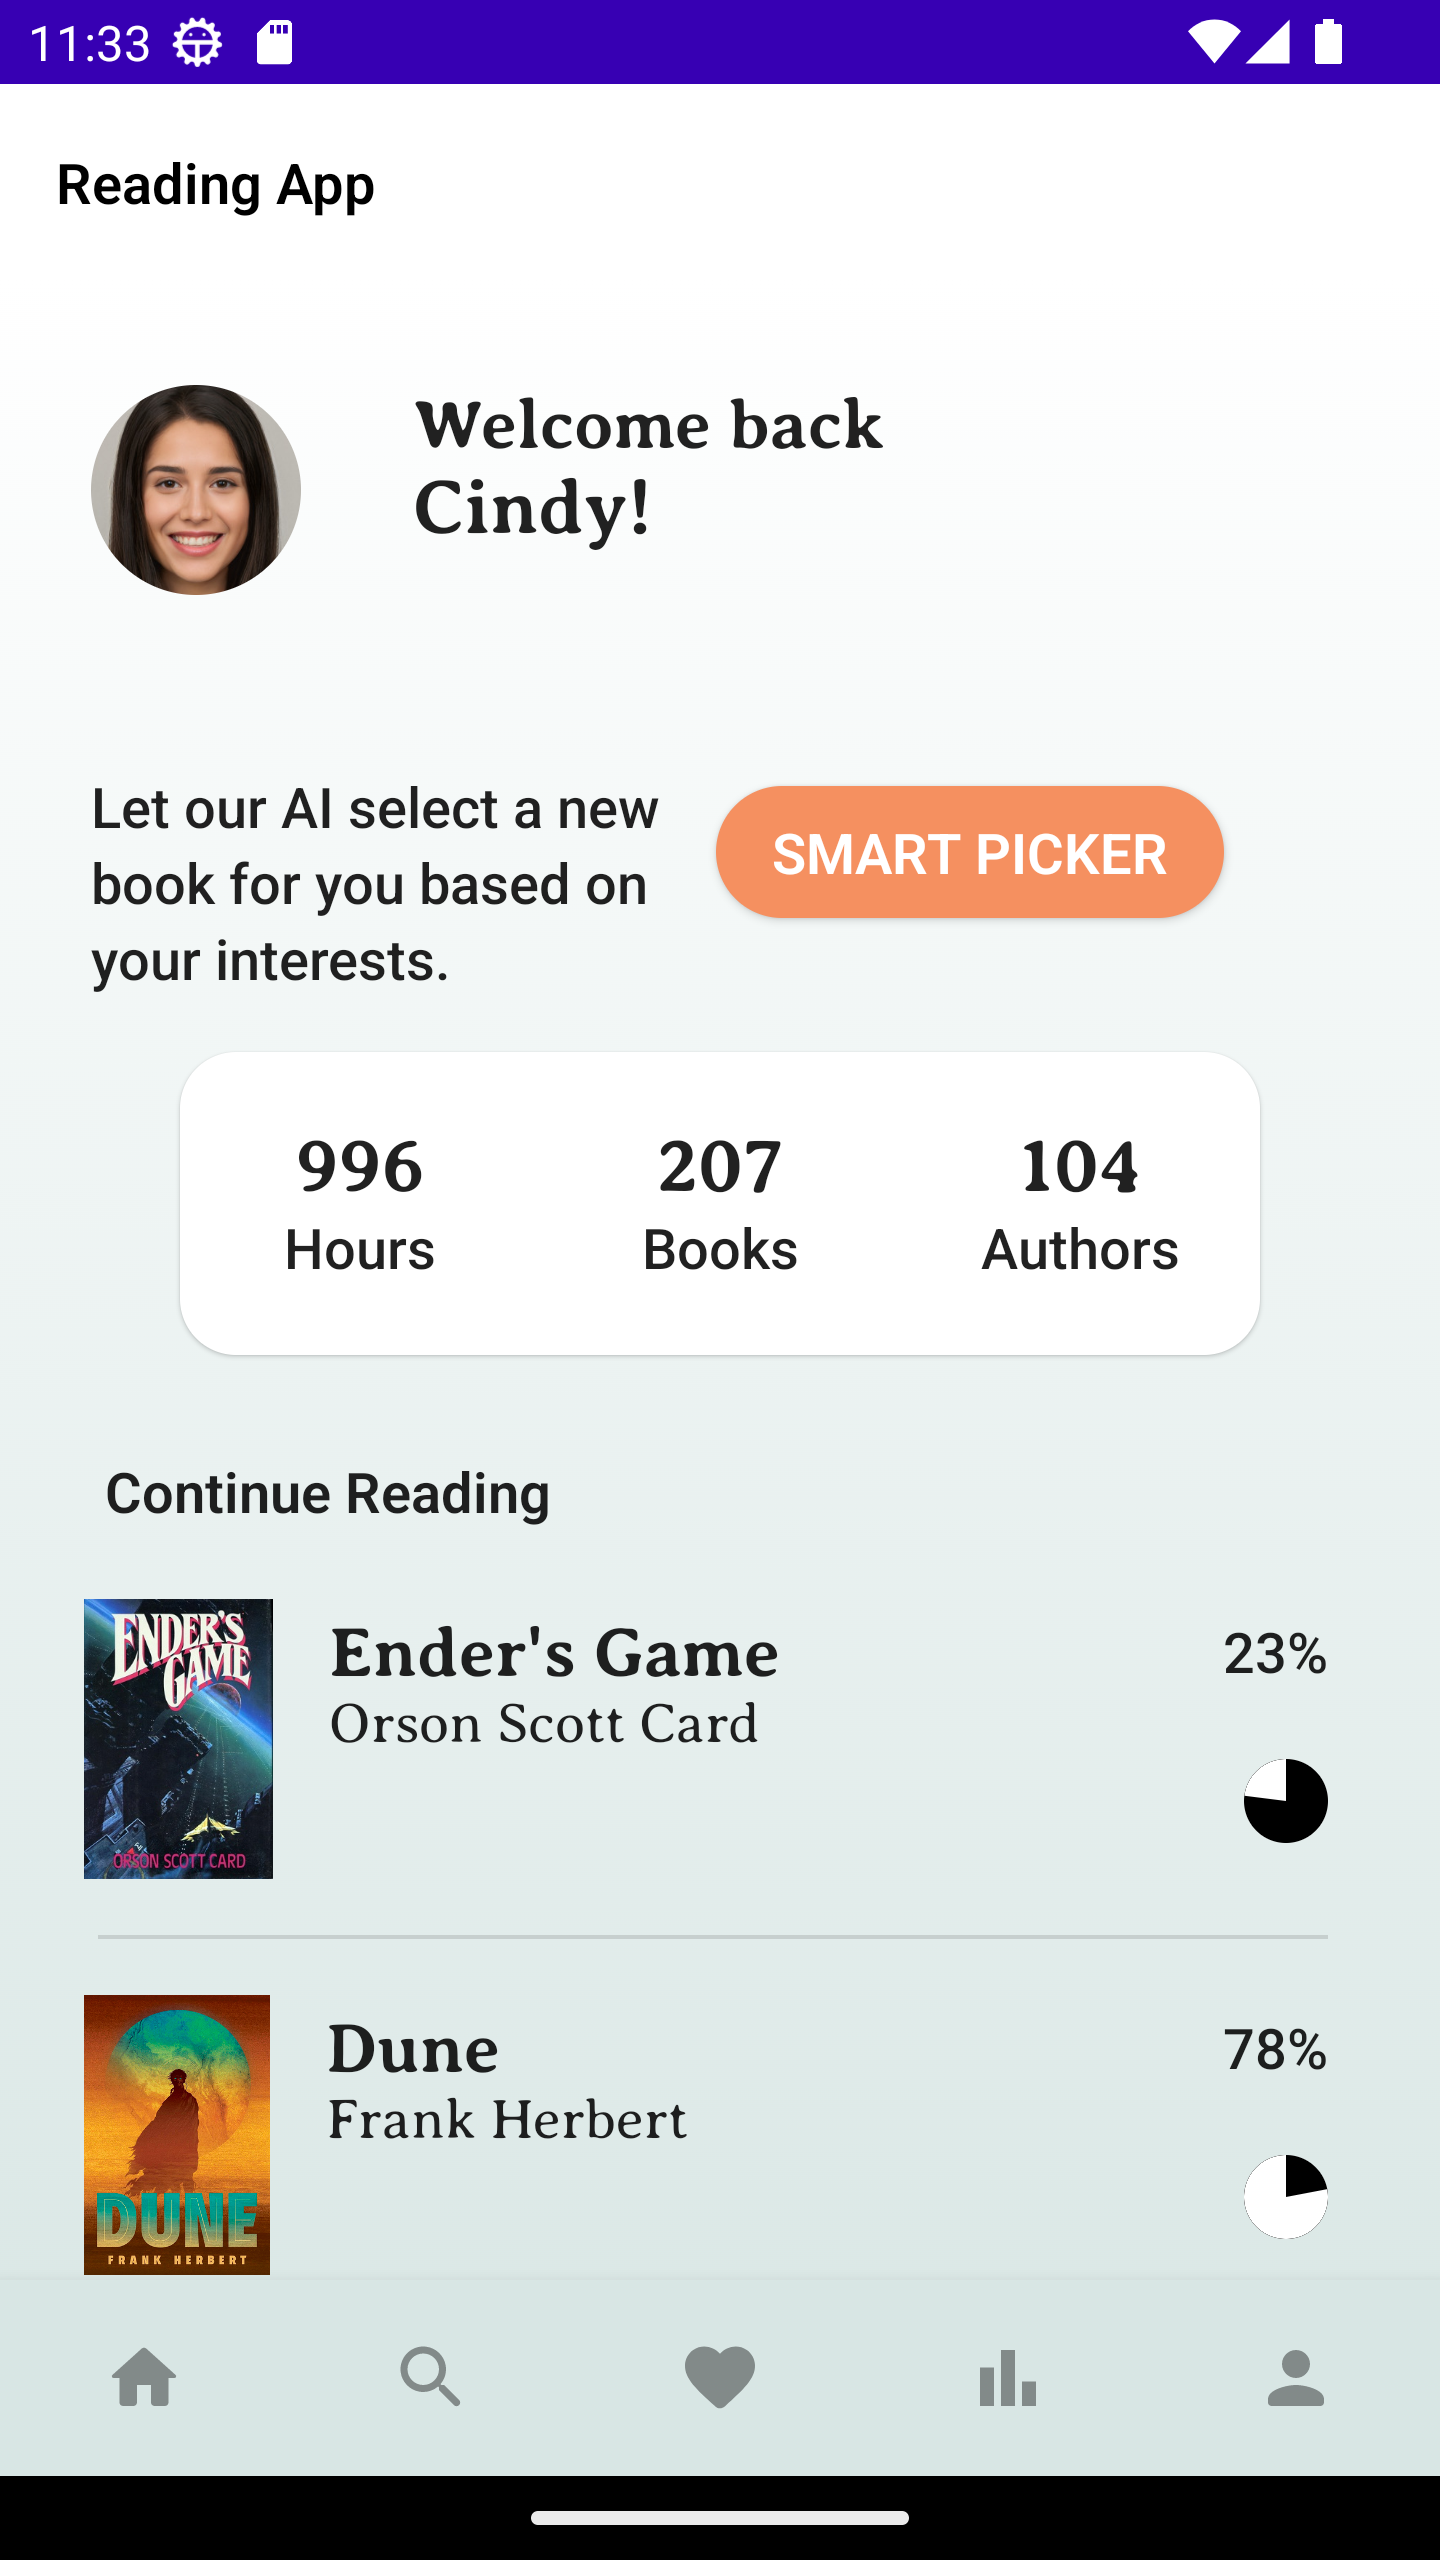 11:33
Reading App
Welcome back
Cindy!
Let our AI select a new
book for you based on
your interests.
SMART PICKER
996
Hours
207
Books
104
Authors
Continue Reading
ENDER'S
GAME
ORSON SCOTT CARD
Ender's Game
Orson Scott Card
23%
DUNE
FRANK HERBERT
Dune
Frank Herbert
78%